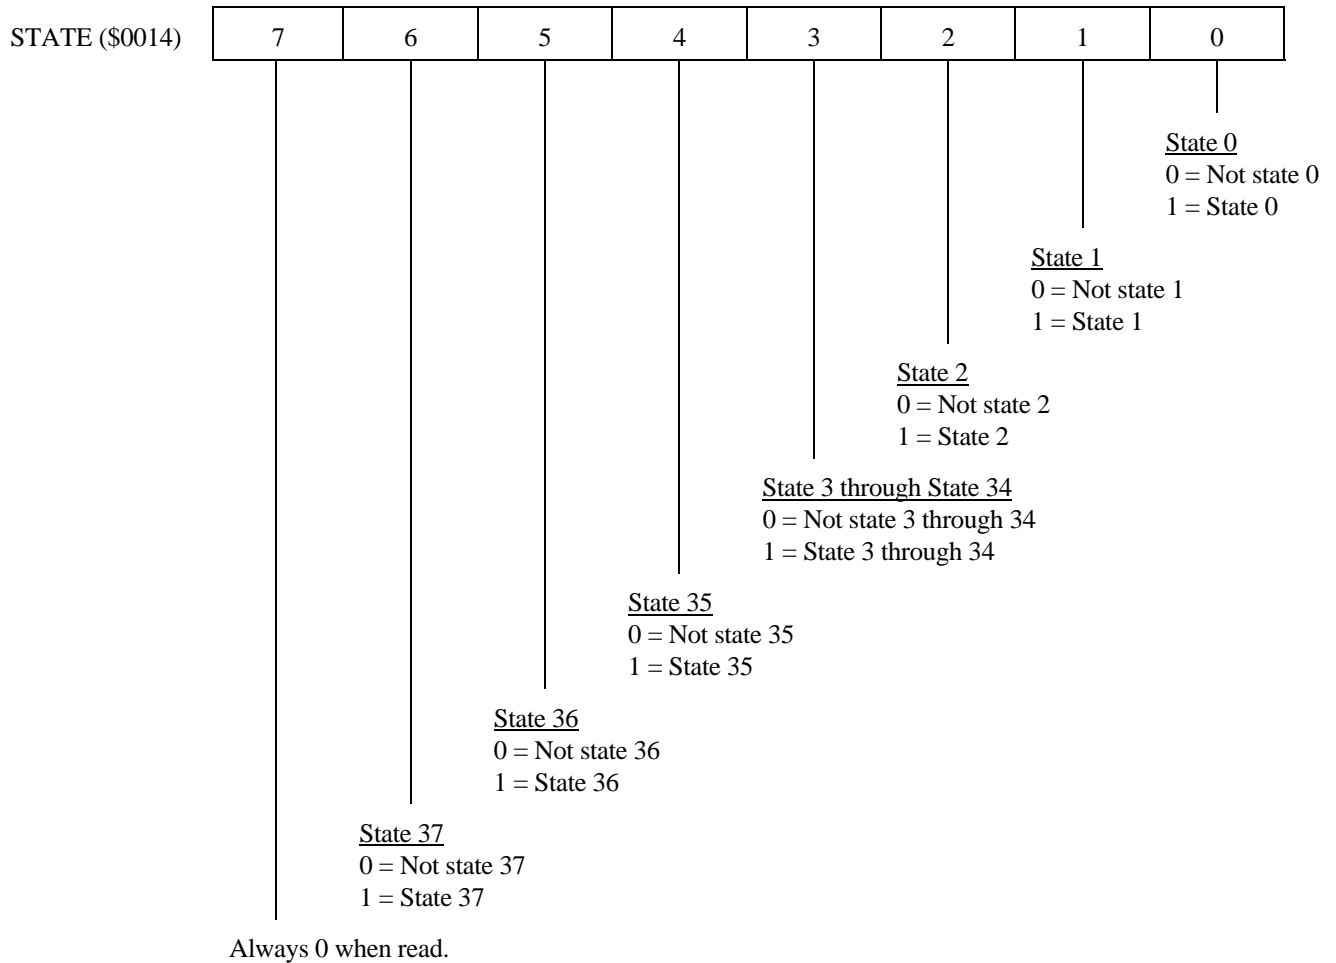 STATE ($0014) 7 6 5 4 3 2 1 0
State 0
0 = Not state 0
1 = State 0
State 1
0 = Not state 1
1 = State 1
State 2
0 = Not state 2
1 = State 2
State 3 through State 34
0 = Not state 3 through 34
1 = State 3 through 34
State 35
0 = Not state 35
1 = State 35
State 36
0 = Not state 36
1 = State 36
State 37
0 = Not state 37
1 = State 37
Always 0 when read.